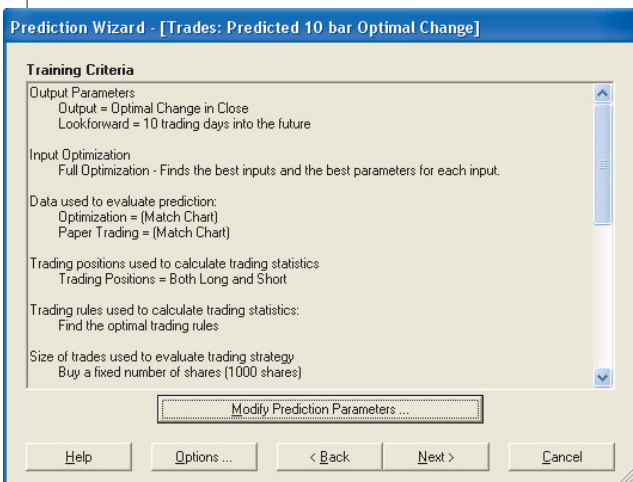 Prediction Wizard - [Trades: Predicted 10 bar Optimal Change]
Training Criteria
Output Parameters
Output = Optimal Change in Close
Lookforward = 10 trading days into the future
Input Optimization
Full Optimization - Finds the best inputs and the best parameters for each input.
Data used to evaluate prediction:
Optimization = (Match Chart)
Paper Trading = (Match Chart)
Trading positions used to calculate trading statistics
Trading Positions = Both Long and Short
Trading rules used to calculate trading statistics:
Find the optimal trading rules
Size of trades used to evaluate trading strategy
Buy a fixed number of shares (1000 shares)
Modify Prediction Parameters ...
Help Options ... < Back Next > Cancel